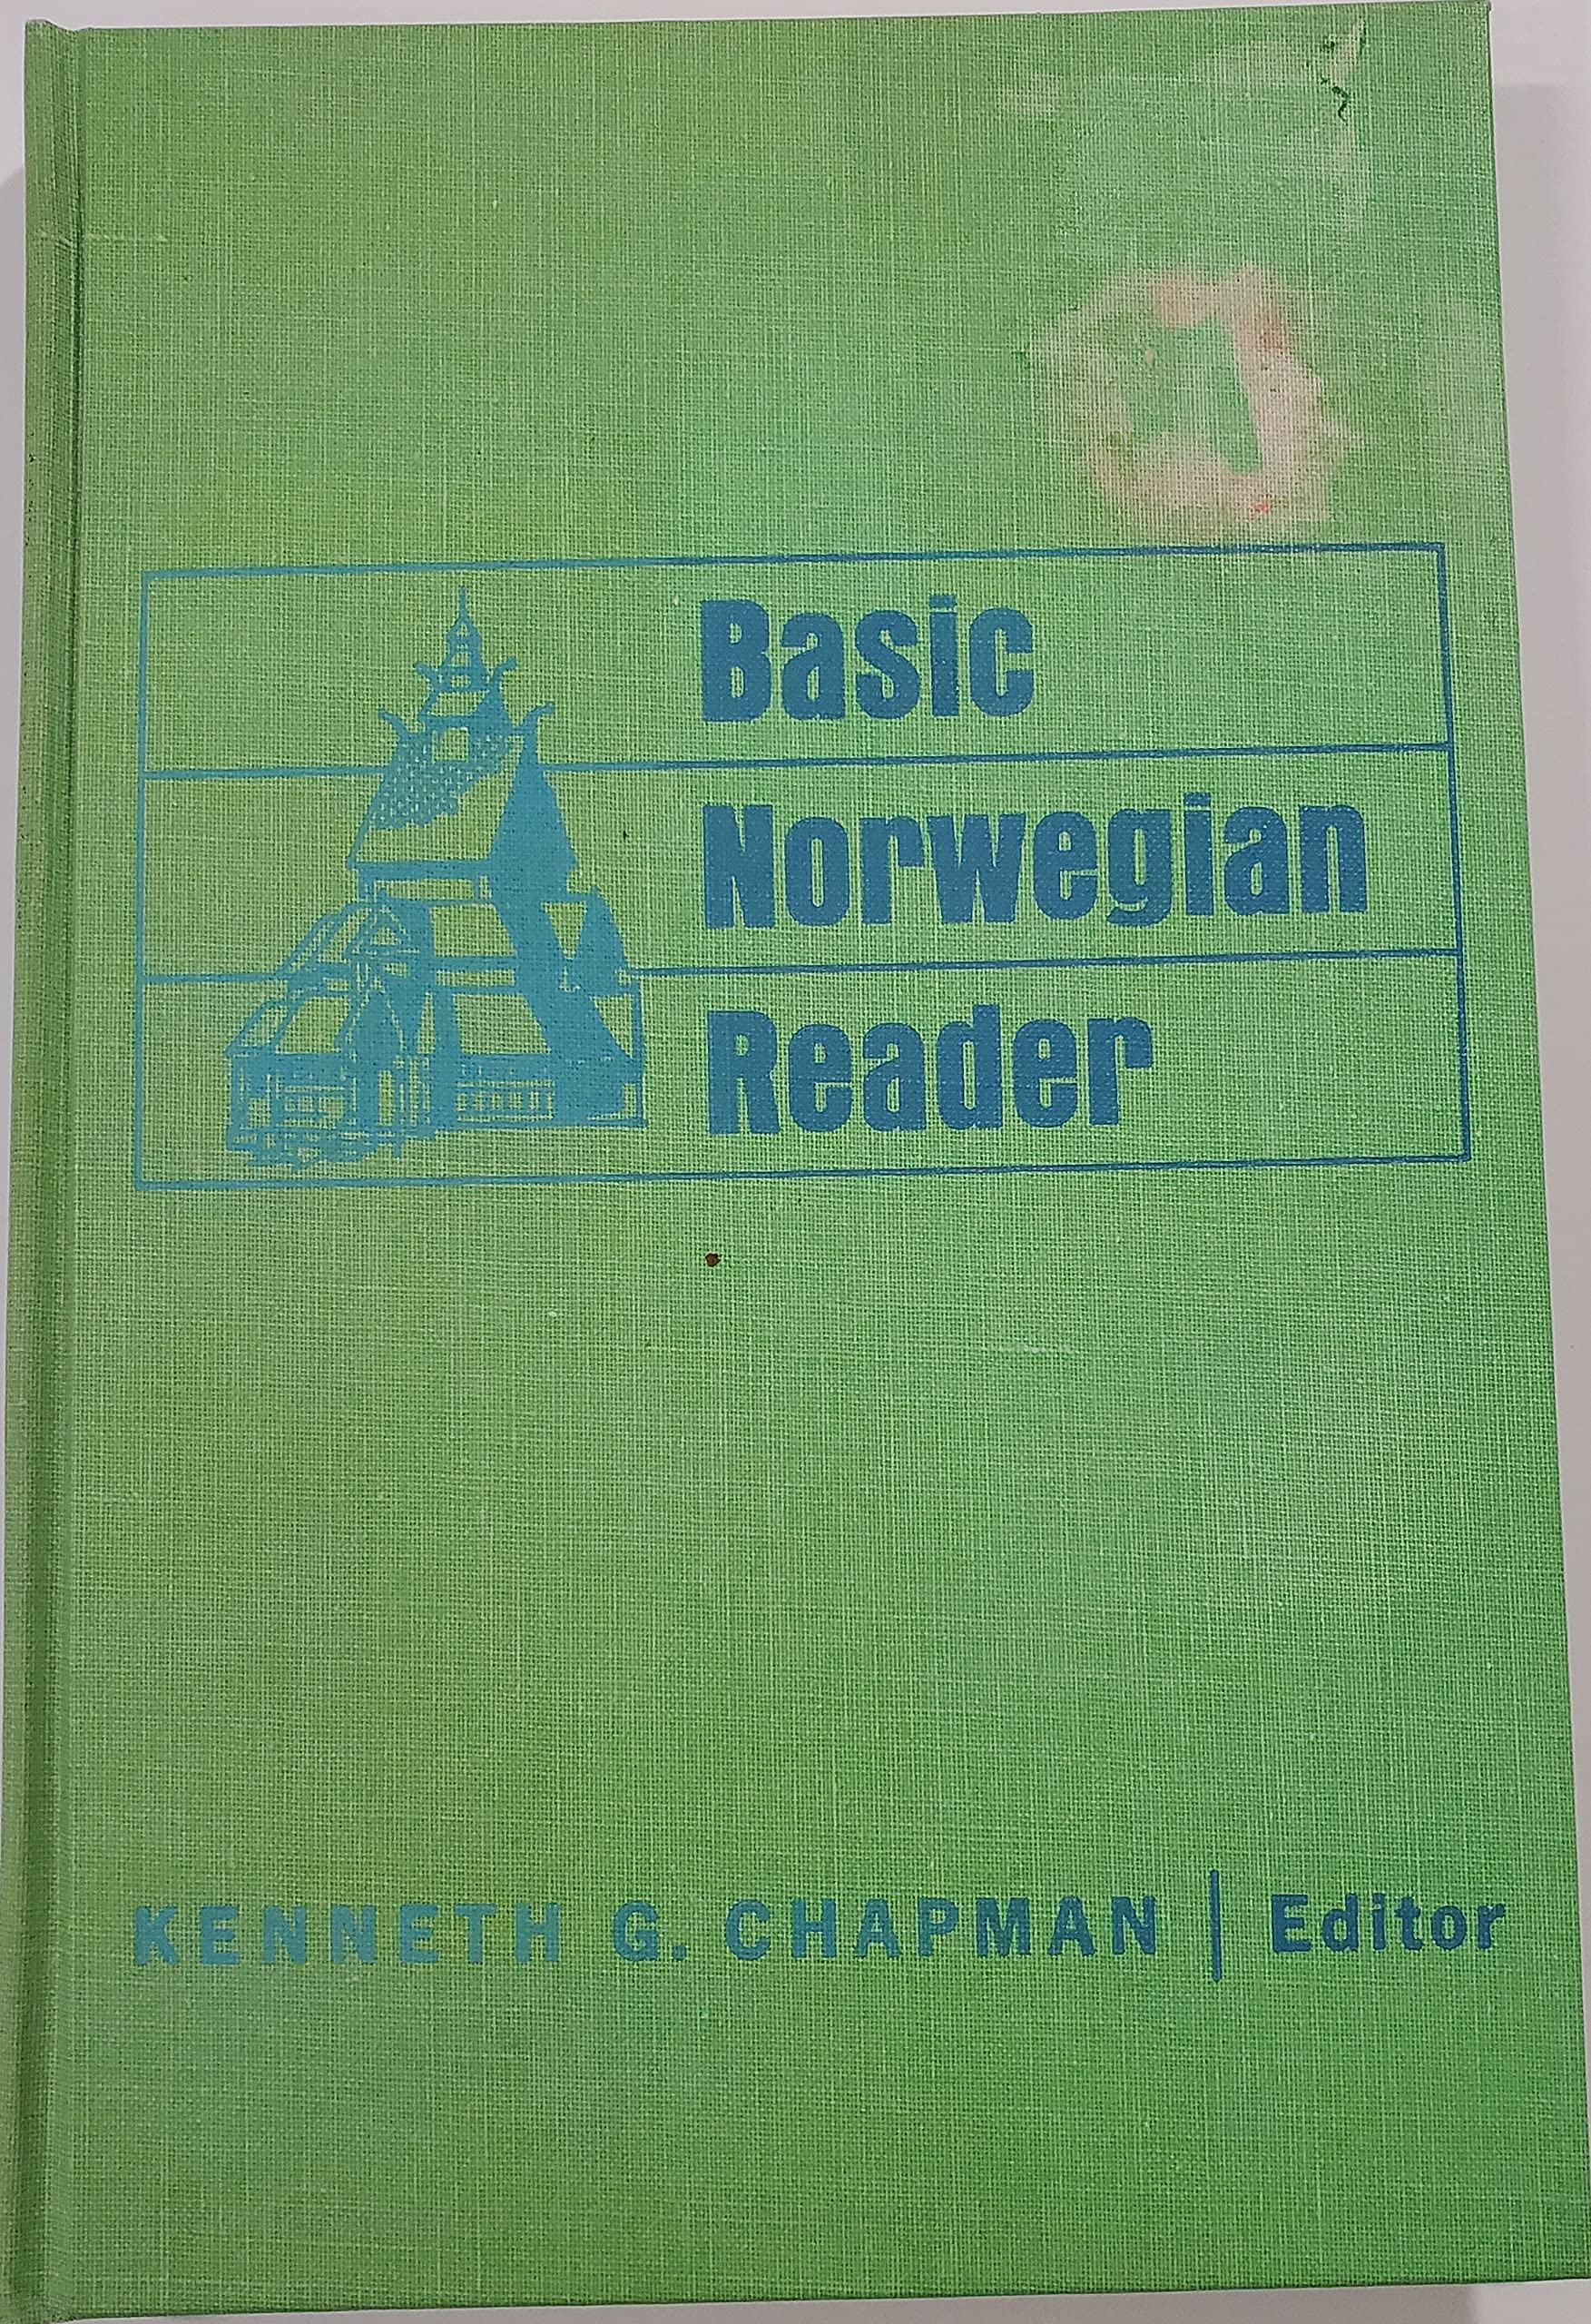 Basic
Norwegian
Reader
KENNETH G. CHAPMAN | Editor